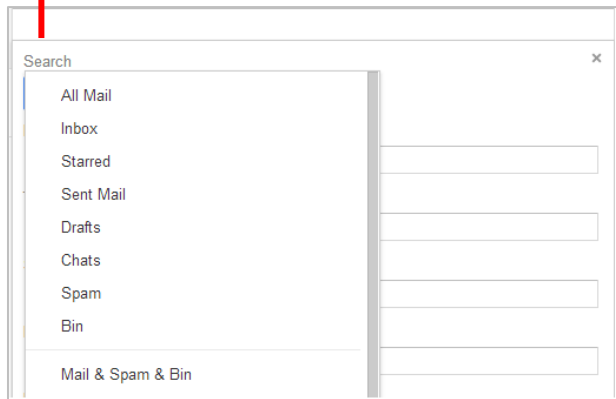 Search
All Mail
Inbox
Starred
Sent Mail
Drafts
Chats
Spam
Bin
Mail & Spam & Bin